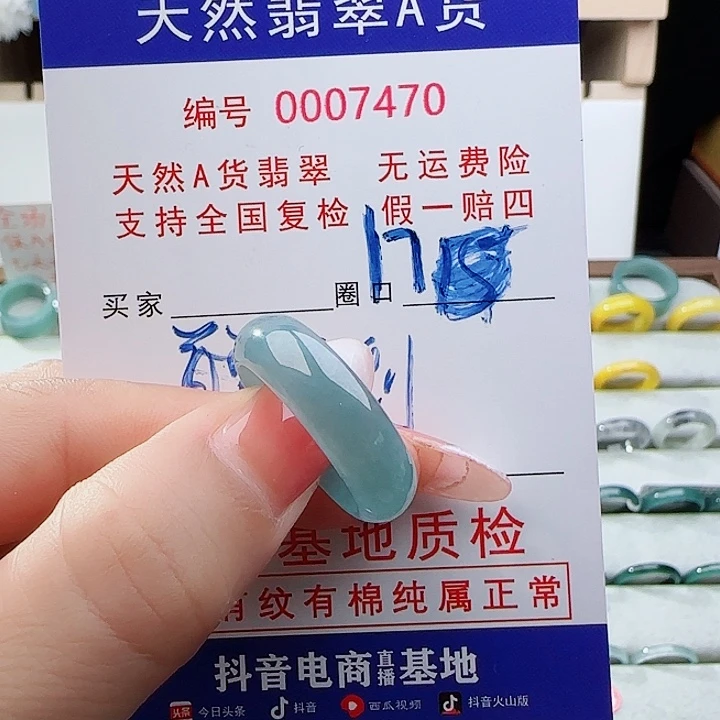 天然翡翠A货
编号 0007470
天然A货翡翠 无运费险
支持全国复检 假一赔四
买家 圈口 17
基地质检
有纹有棉纯属正常
抖音电商直播基地
头条 今日头条 抖音 西瓜视频 抖音火山版